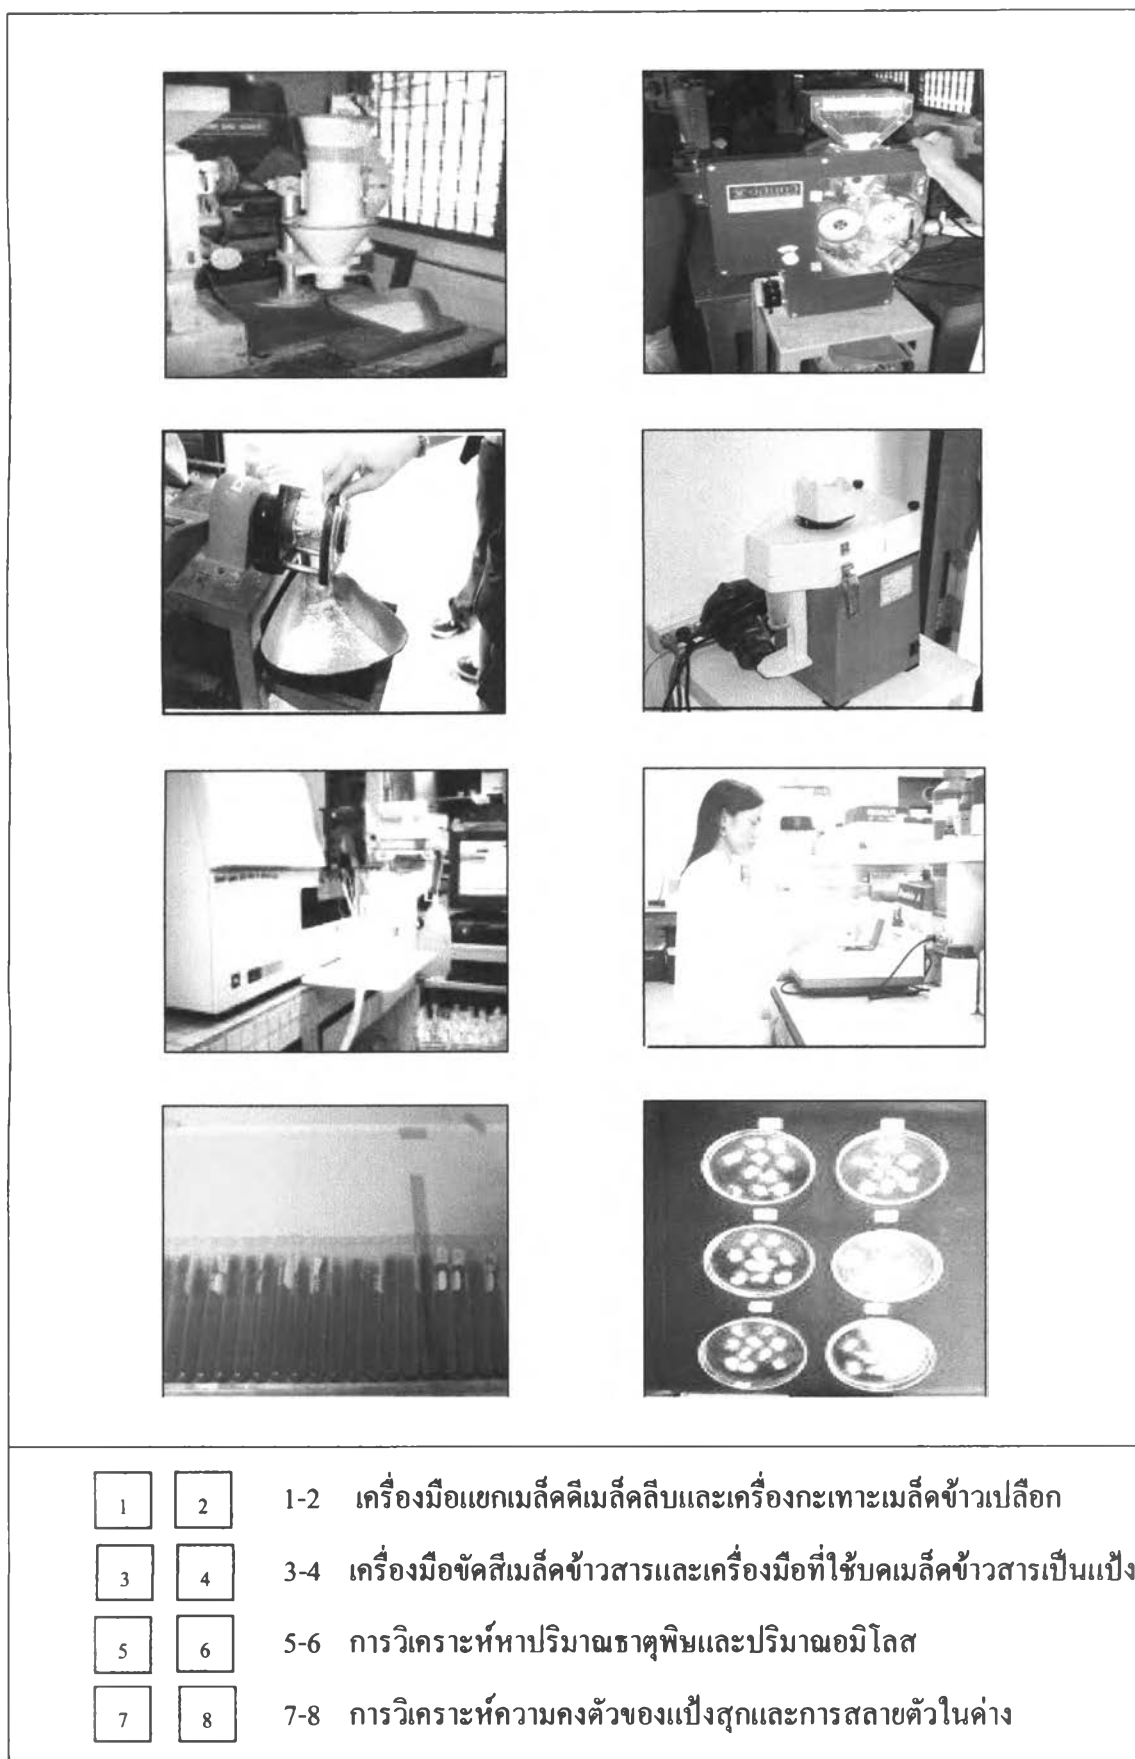 1
2
1-2 เครื่องมือแยกเมล็ดดีเมล็ดลีบและเครื่องกะเทาะเมล็ดข้าวเปลือก
3
4
3-4 เครื่องมือขัดสีเมล็ดข้าวสารและเครื่องมือที่ใช้บดเมล็ดข้าวสารเป็นแป้ง
5
6
5-6 การวิเคราะห์หาปริมาณธาตุพิษและปริมาณอมิโลส
7
8
7-8 การวิเคราะห์ความคงตัวของแป้งสุกและการสลายตัวในด่าง